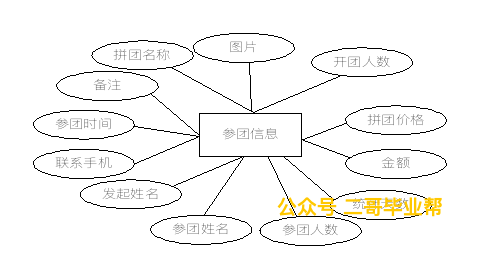 拼团名称
图片
开团人数
备注
参团时间
参团信息
拼团价格
联系手机
金额
发起姓名
公众号 二哥毕业帮
参团姓名
参团人数